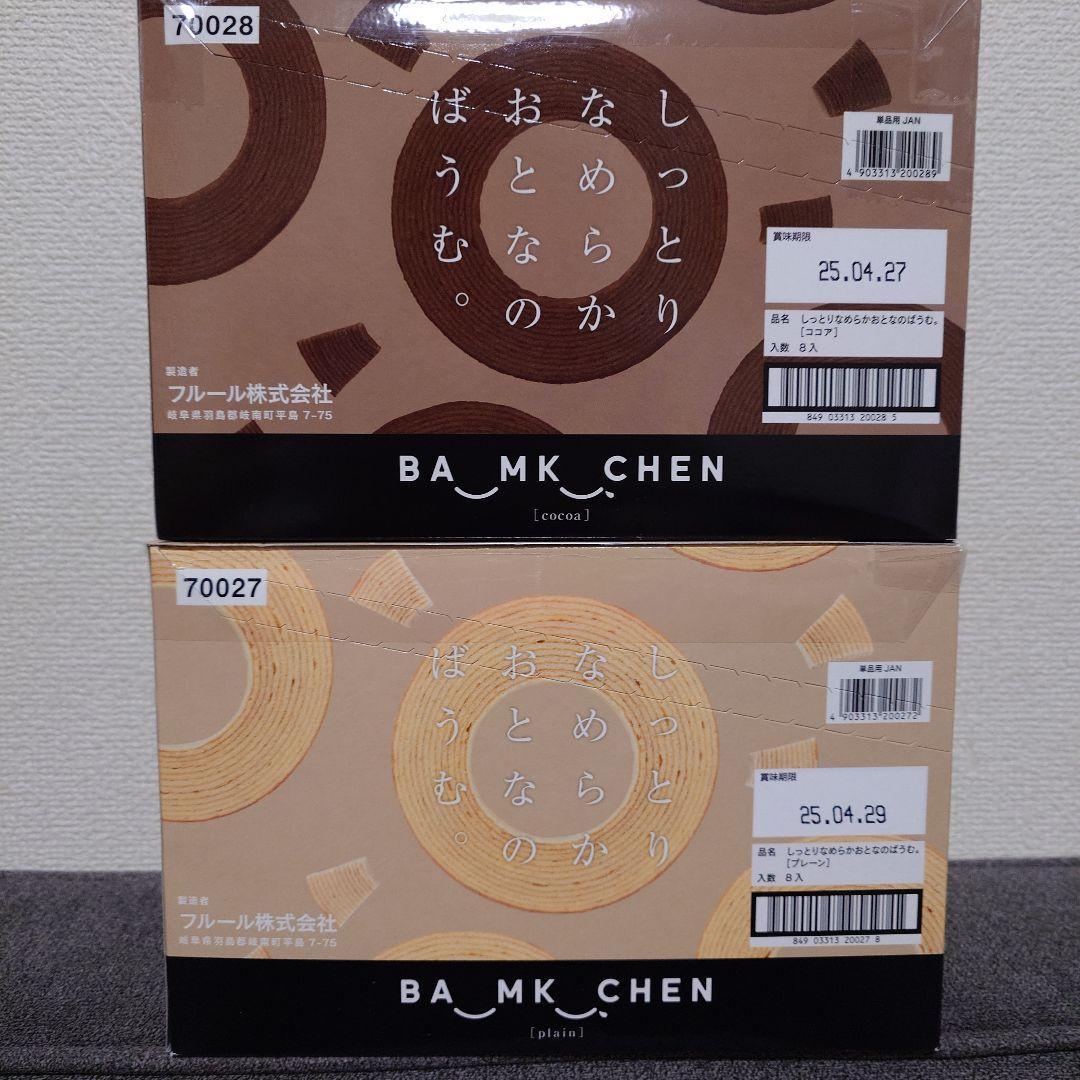 70028
しっとり
なめらか
おとなの
ばうむ。
単品用 JAN
4 903313 200289
賞味期限
25.04.27
品名 しっとりなめらかおとなのばうむ。
[ココア]
入数 8入
849 03313 20028 5
製造者
フルール株式会社
岐阜県羽島郡岐南町平島 7-75
BA‿MK‿CHEN
[cocoa]
70027
しっとり
なめらか
おとなの
ばうむ。
単品用 JAN
4 903313 200272
賞味期限
25.04.29
品名 しっとりなめらかおとなのばうむ。
[プレーン]
入数 8入
849 03313 20027 8
製造者
フルール株式会社
岐阜県羽島郡岐南町平島 7-75
BA‿MK‿CHEN
[plain]